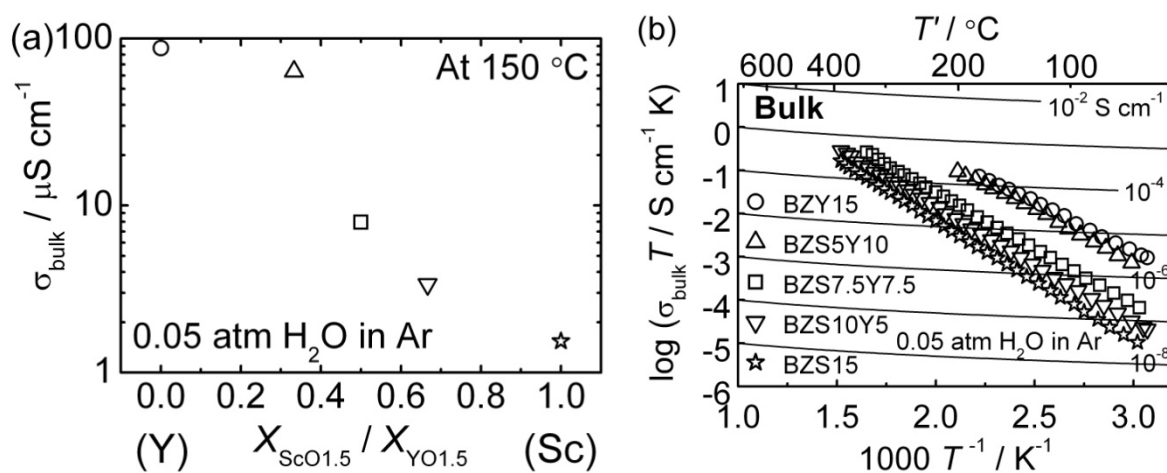 (a)
100
10
1
σbulk / μS cm⁻¹
At 150 °C
0.05 atm H₂O in Ar
0.0 0.2 0.4 0.6 0.8 1.0
(Y) X_ScO1.5 / X_YO1.5 (Sc)
(b)
T' / °C
600 400 200 100
1
0
-1
-2
-3
-4
-5
-6
log (σbulk T / S cm⁻¹ K)
Bulk
10⁻² S cm⁻¹
10⁻⁴
BZY15
BZS5Y10
10⁻⁶
BZS7.5Y7.5
BZS10Y5
0.05 atm H₂O in Ar
10⁻⁸
BZS15
1.0 1.5 2.0 2.5 3.0
1000 T⁻¹ / K⁻¹